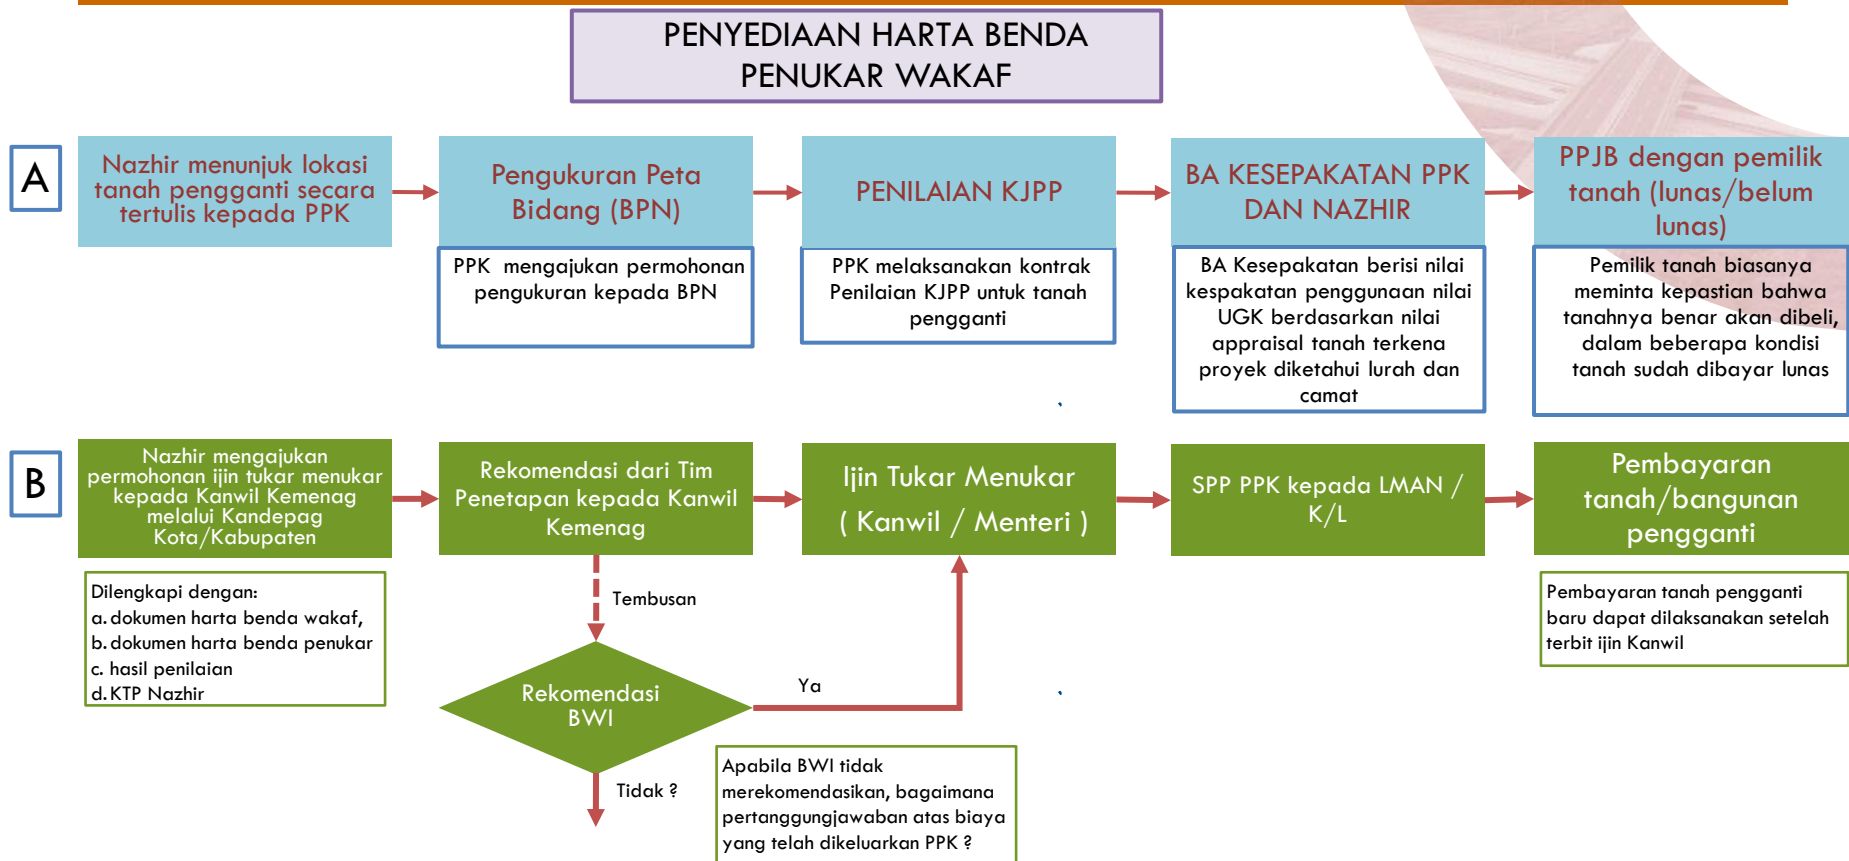 PENYEDIAAN HARTA BENDA
PENUKAR WAKAF
A
Nazhir menunjuk lokasi
tanah pengganti secara
tertulis kepada PPK
Pengukuran Peta
Bidang (BPN)
PPK mengajukan permohonan
pengukuran kepada BPN
PENILAIAN KJPP
PPK melaksanakan kontrak
Penilaian KJPP untuk tanah
pengganti
BA KESEPAKATAN PPK
DAN NAZHIR
BA Kesepakatan berisi nilai
kespakatan penggunaan nilai
UGK berdasarkan nilai
appraisal tanah terkena
proyek diketahui lurah dan
camat
PPJB dengan pemilik
tanah (lunas/belum
lunas)
Pemilik tanah biasanya
meminta kepastian bahwa
tanahnya benar akan dibeli,
dalam beberapa kondisi
tanah sudah dibayar lunas
B
Nazhir mengajukan
permohonan ijin tukar menukar
kepada Kanwil Kemenag
melalui Kandepag
Kota/Kabupaten
Dilengkapi dengan:
a. dokumen harta benda wakaf,
b. dokumen harta benda penukar
c. hasil penilaian
d. KTP Nazhir
Rekomendasi dari Tim
Penetapan kepada Kanwil
Kemenag
Tembusan
Rekomendasi
BWI
Ya
Tidak ?
Apabila BWI tidak
merekomendasikan, bagaimana
pertanggungjawaban atas biaya
yang telah dikeluarkan PPK ?
Ijin Tukar Menukar
( Kanwil / Menteri )
SPP PPK kepada LMAN /
K/L
Pembayaran
tanah/bangunan
pengganti
Pembayaran tanah pengganti
baru dapat dilaksanakan setelah
terbit ijin Kanwil